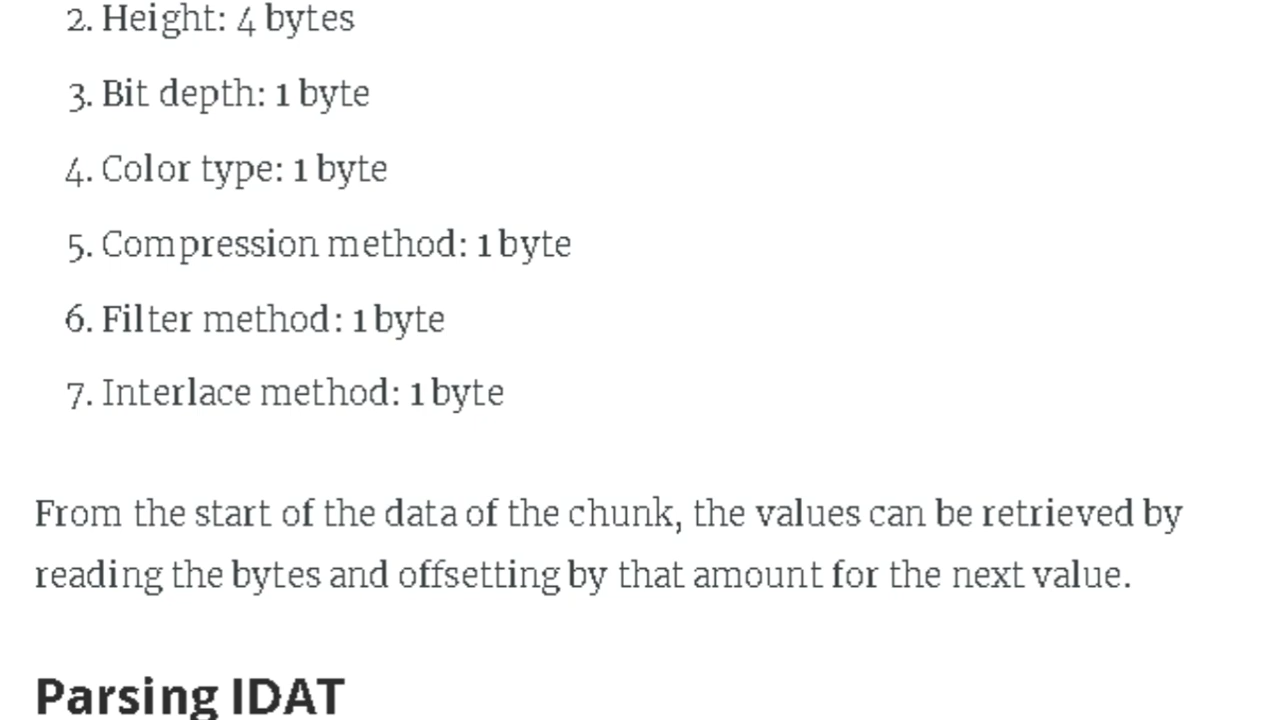 2. Height: 4 bytes
3. Bit depth: 1 byte
4. Color type: 1 byte
5. Compression method: 1 byte
6. Filter method: 1 byte
7. Interlace method: 1 byte
From the start of the data of the chunk, the values can be retrieved by
reading the bytes and offsetting by that amount for the next value.
Parsing IDAT